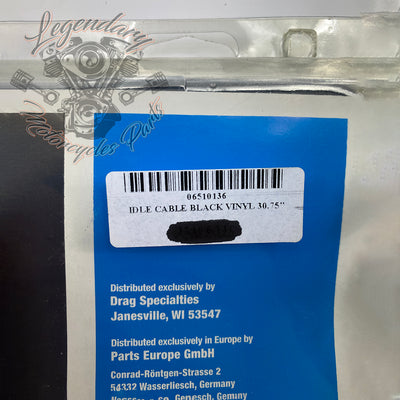 Legendary
Motorcycles Parts
06510136
IDLE CABLE BLACK VINYL 30.75"
Distributed exclusively by
Drag Specialties
Janesville, WI 53547
Distributed exclusively in Europe by
Parts Europe GmbH
Conrad-Röntgen-Strasse 2
54332 Wasserliesch, Germany